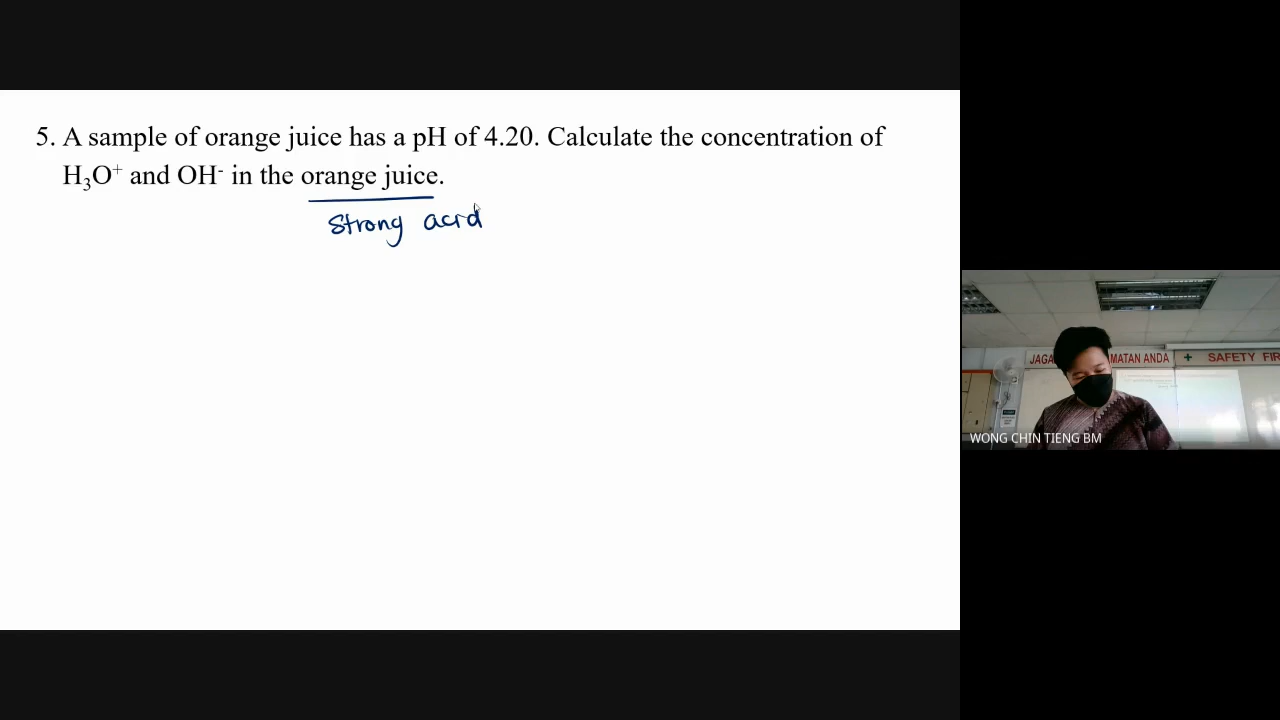 5. A sample of orange juice has a pH of 4.20. Calculate the concentration of
H₃O⁺ and OH⁻ in the orange juice.
strong acid
JAGA
MATAN ANDA
+ SAFETY FIR
WONG CHIN TIENG BM